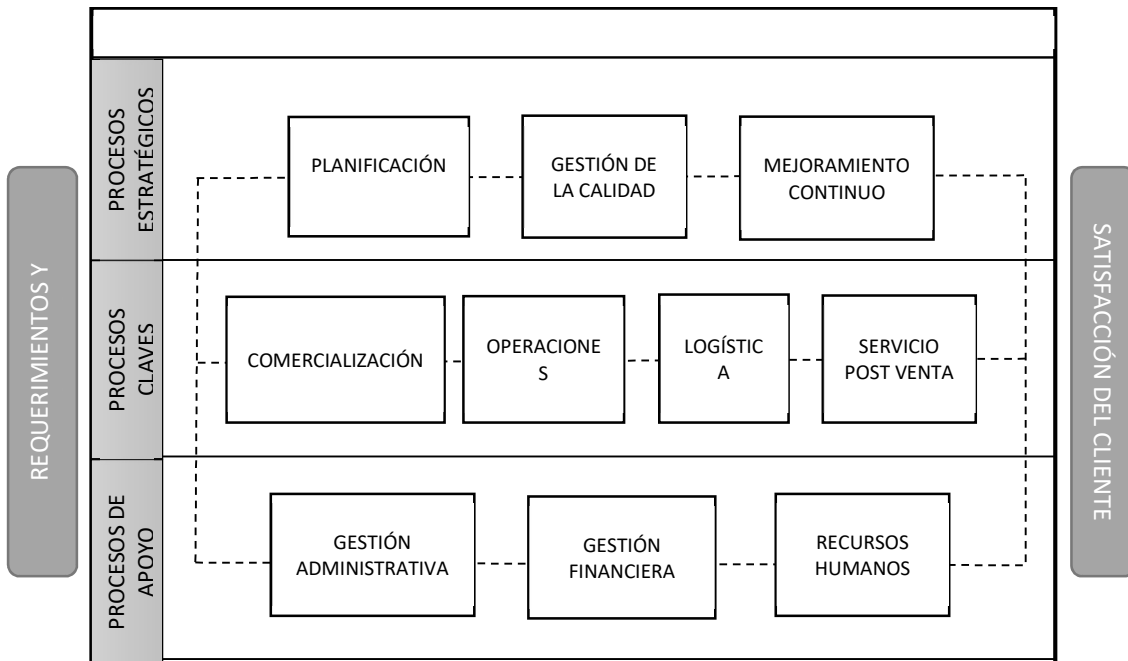 REQUERIMIENTOS Y
PROCESOS
ESTRATÉGICOS
PLANIFICACIÓN
GESTIÓN DE
LA CALIDAD
MEJORAMIENTO
CONTINUO
PROCESOS
CLAVES
COMERCIALIZACIÓN
OPERACIONE
S
LOGÍSTIC
A
SERVICIO
POST VENTA
PROCESOS DE
APOYO
GESTIÓN
ADMINISTRATIVA
GESTIÓN
FINANCIERA
RECURSOS
HUMANOS
SATISFACCIÓN DEL CLIENTE